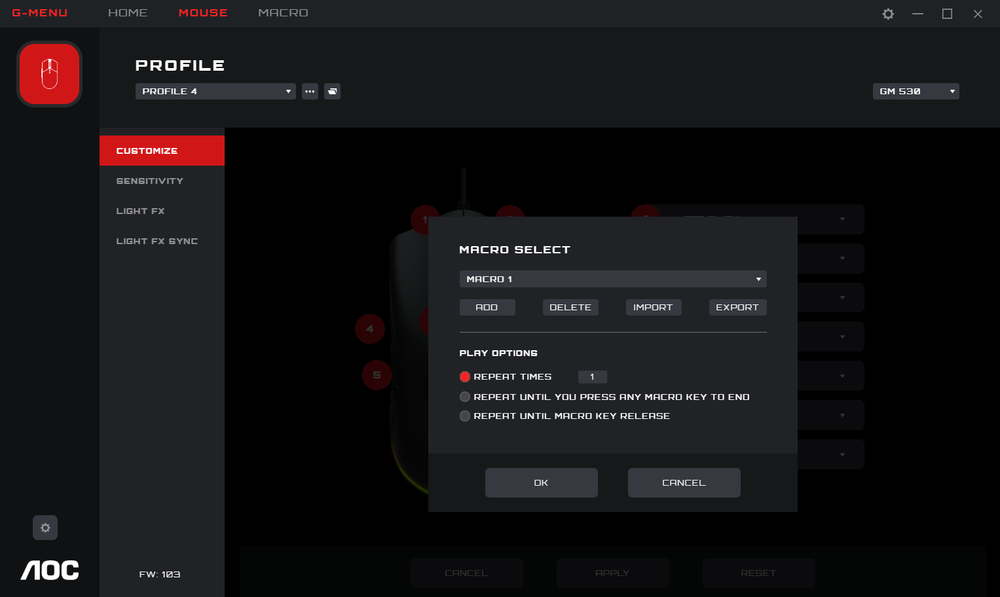 G-MENU HOME MOUSE MACRO
PROFILE
PROFILE 4
GM 530
CUSTOMIZE
SENSITIVITY
LIGHT FX
LIGHT FX SYNC
1
4
5
MACRO SELECT
MACRO 1
ADD DELETE IMPORT EXPORT
PLAY OPTIONS
REPEAT TIMES 1
REPEAT UNTIL YOU PRESS ANY MACRO KEY TO END
REPEAT UNTIL MACRO KEY RELEASE
OK CANCEL
CANCEL APPLY RESET
AOC
FW: 103